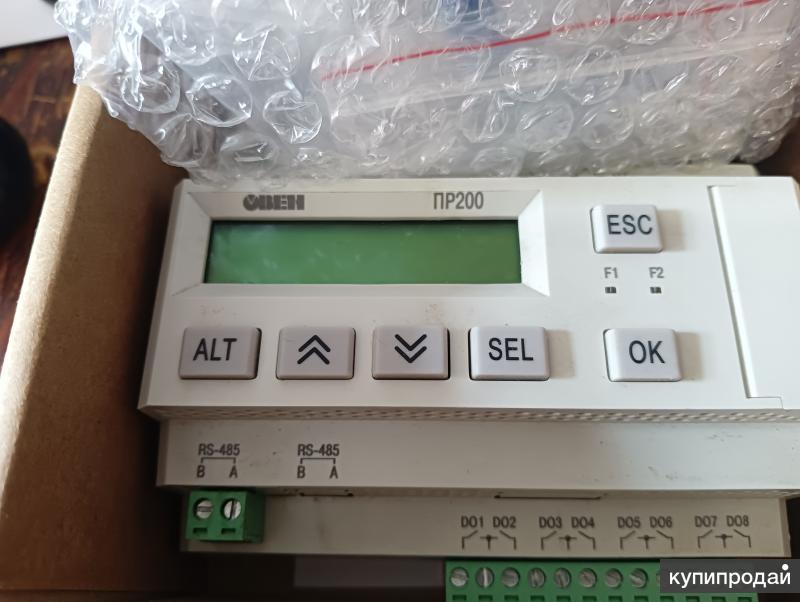 ОВЕН ПР200
ESC
F1 F2
ALT SEL OK
RS-485 RS-485
B A B A
DO1 DO2 DO3 DO4 DO5 DO6 DO7 DO8
купипродай